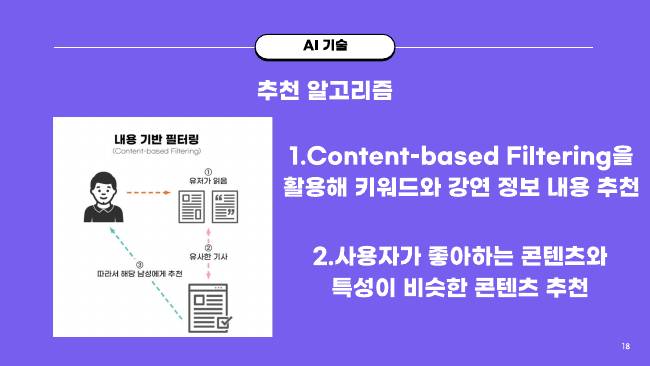 AI 기술
추천 알고리즘
내용 기반 필터링
(Content-based Filtering)
①
유저가 읽음
②
유사한 기사
③
따라서 해당 남성에게 추천
1.Content-based Filtering을
활용해 키워드와 강연 정보 내용 추천
2.사용자가 좋아하는 콘텐츠와
특성이 비슷한 콘텐츠 추천
18